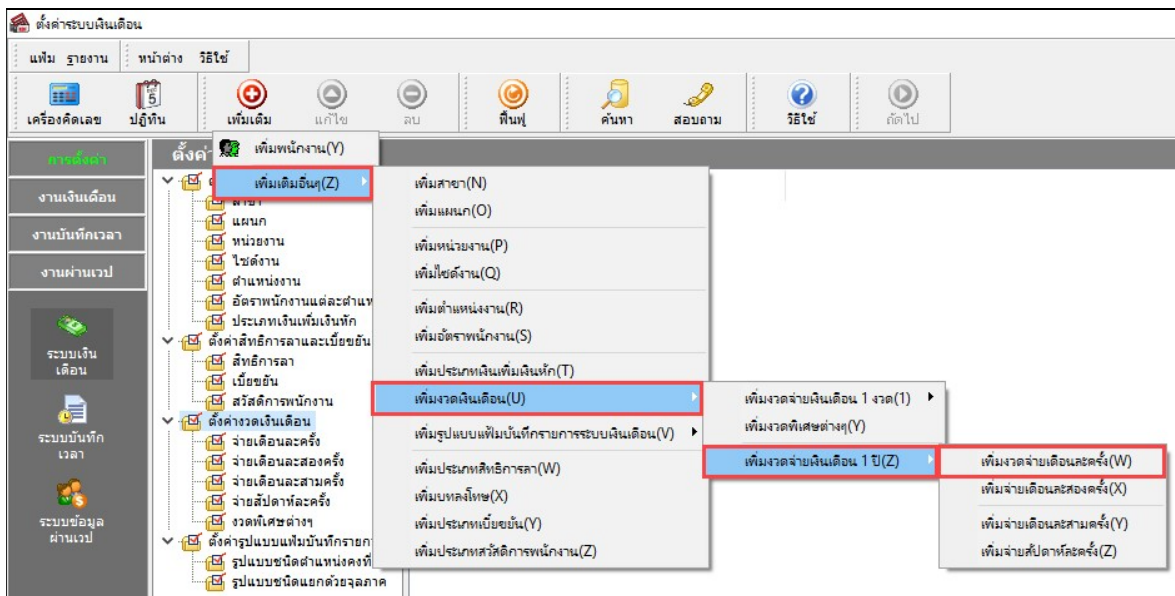 ตั้งค่าระบบเงินเดือน
แฟ้ม รายงาน หน้าต่าง วิธีใช้
เครื่องคิดเลข ปฏิทิน เพิ่มเติม แก้ไข ลบ ฟื้นฟู ค้นหา สอบถาม วิธีใช้ ถัดไป
5
การตั้งค่า
งานเงินเดือน
งานบันทึกเวลา
งานผ่านเวป
ระบบเงิน
เดือน
ระบบบันทึก
เวลา
ระบบข้อมูล
ผ่านเวป
ตั้งค่
สาขา
แผนก
หน่วยงาน
ไซด์งาน
ตำแหน่งงาน
อัตราพนักงานแต่ละตำแห
ประเภทเงินเพิ่มเงินหัก
ตั้งค่าสิทธิการลาและเบี้ยขยัน
สิทธิการลา
เบี้ยขยัน
สวัสดิการพนักงาน
ตั้งค่างวดเงินเดือน
จ่ายเดือนละครั้ง
จ่ายเดือนละสองครั้ง
จ่ายเดือนละสามครั้ง
จ่ายสัปดาห์ละครั้ง
งวดพิเศษต่างๆ
ตั้งค่ารูปแบบแฟ้มบันทึกรายกา
รูปแบบชนิดตำแหน่งคงที่
รูปแบบชนิดแยกด้วยจุลภาค
เพิ่มพนักงาน(Y)
เพิ่มเติมอื่นๆ(Z)
เพิ่มสาขา(N)
เพิ่มแผนก(O)
เพิ่มหน่วยงาน(P)
เพิ่มไซด์งาน(Q)
เพิ่มตำแหน่งงาน(R)
เพิ่มอัตราพนักงาน(S)
เพิ่มประเภทเงินเพิ่มเงินหัก(T)
เพิ่มงวดเงินเดือน(U)
เพิ่มรูปแบบแฟ้มบันทึกรายการระบบเงินเดือน(V)
เพิ่มประเภทสิทธิการลา(W)
เพิ่มบทลงโทษ(X)
เพิ่มประเภทเบี้ยขยัน(Y)
เพิ่มประเภทสวัสดิการพนักงาน(Z)
เพิ่มงวดจ่ายเงินเดือน 1 งวด(1)
เพิ่มงวดพิเศษต่างๆ(Y)
เพิ่มงวดจ่ายเงินเดือน 1 ปี(Z)
เพิ่มงวดจ่ายเดือนละครั้ง(W)
เพิ่มจ่ายเดือนละสองครั้ง(X)
เพิ่มจ่ายเดือนละสามครั้ง(Y)
เพิ่มจ่ายสัปดาห์ละครั้ง(Z)